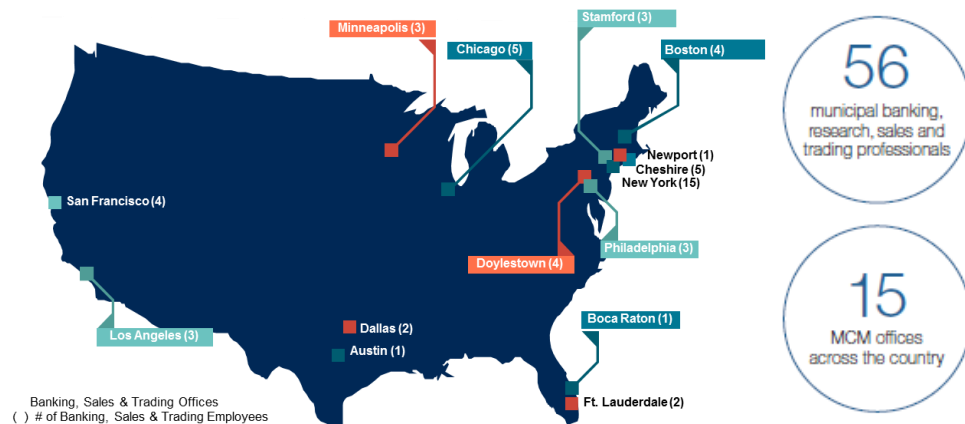 Minneapolis (3)
Chicago (5)
Stamford (3)
Boston (4)
Newport (1)
Cheshire (5)
New York (15)
San Francisco (4)
Philadelphia (3)
Doylestown (4)
Los Angeles (3)
Dallas (2)
Austin (1)
Boca Raton (1)
Ft. Lauderdale (2)
Banking, Sales & Trading Offices
( ) # of Banking, Sales & Trading Employees
56
municipal banking,
research, sales and
trading professionals
15
MCM offices
across the country